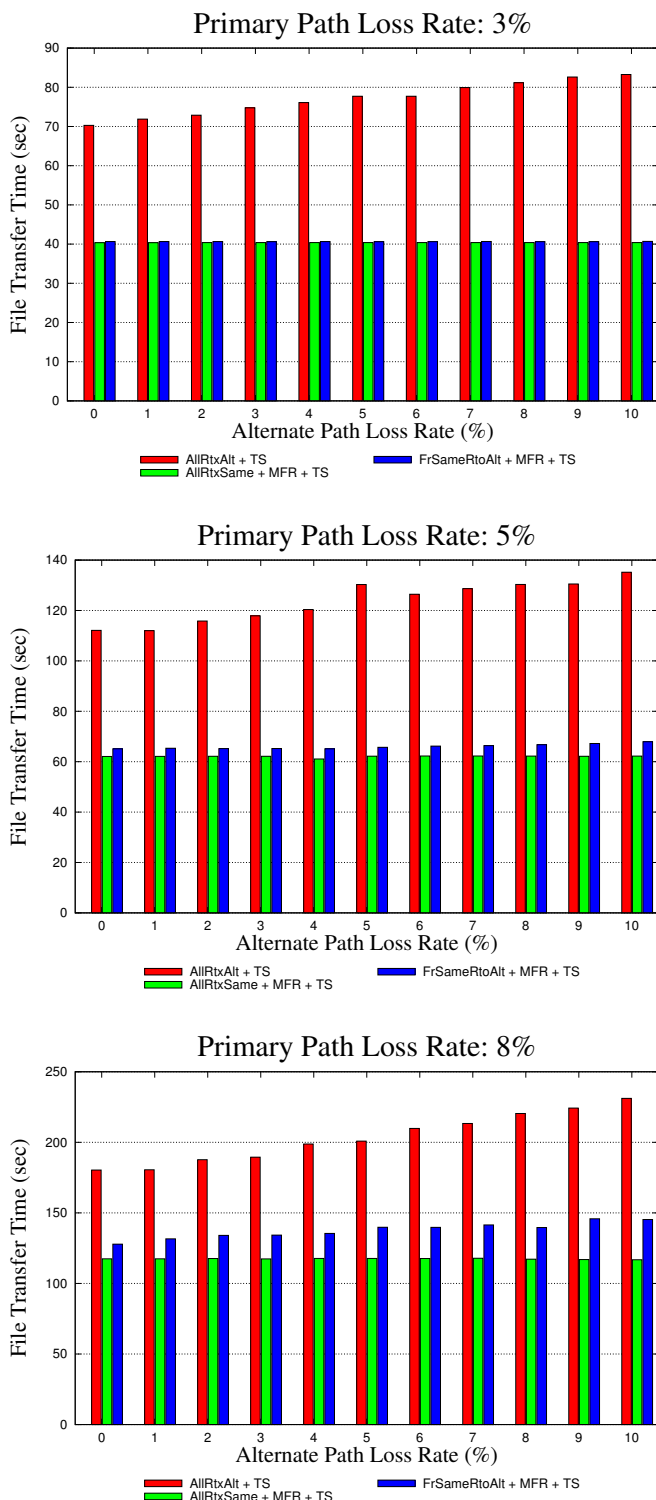 Primary Path Loss Rate: 3%
90
80
70
60
50
40
30
20
10
0
File Transfer Time (sec)
0 1 2 3 4 5 6 7 8 9 10
Alternate Path Loss Rate (%)
AllRtxAlt + TS FrSameRtoAlt + MFR + TS
AllRtxSame + MFR + TS
Primary Path Loss Rate: 5%
140
120
100
80
60
40
20
0
File Transfer Time (sec)
0 1 2 3 4 5 6 7 8 9 10
Alternate Path Loss Rate (%)
AllRtxAlt + TS FrSameRtoAlt + MFR + TS
AllRtxSame + MFR + TS
Primary Path Loss Rate: 8%
250
200
150
100
50
0
File Transfer Time (sec)
0 1 2 3 4 5 6 7 8 9 10
Alternate Path Loss Rate (%)
AllRtxAlt + TS FrSameRtoAlt + MFR + TS
AllRtxSame + MFR + TS